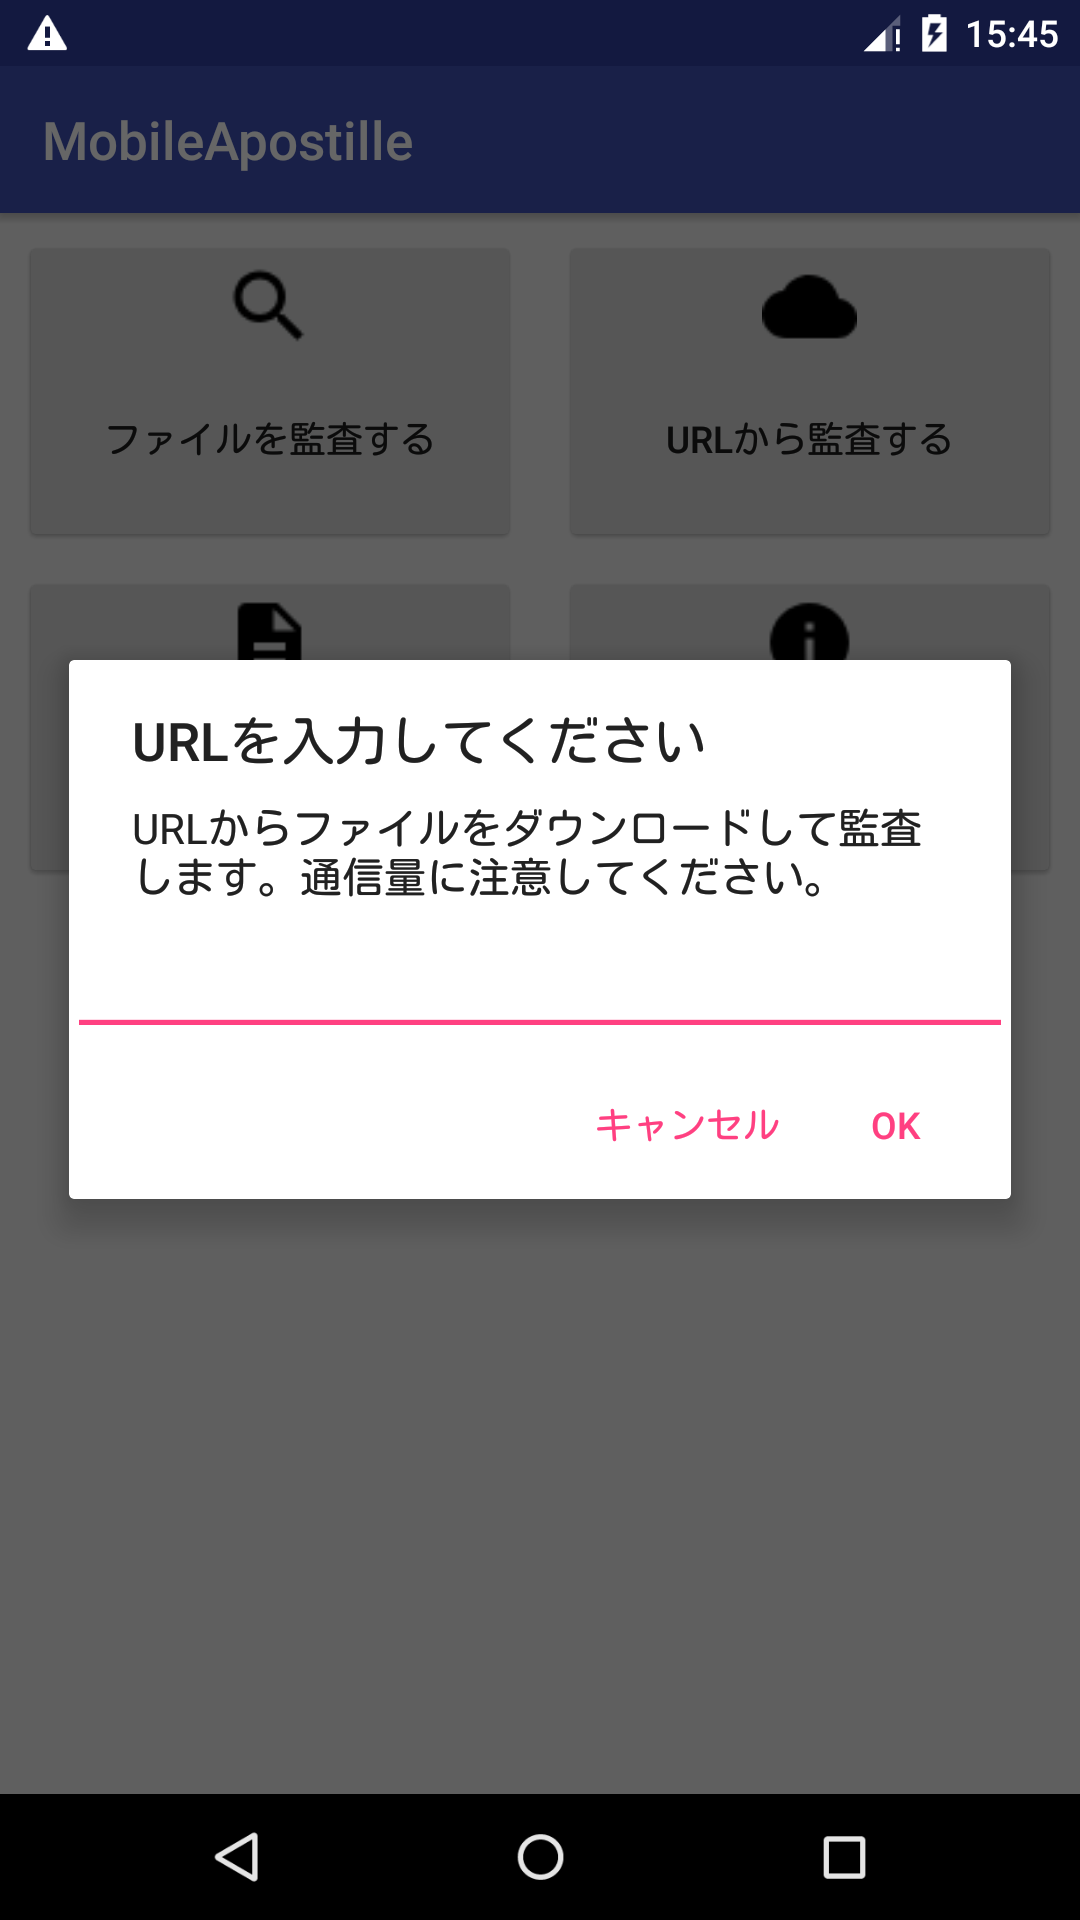 15:45
MobileApostille
ファイルを監査する
URLから監査する
URLを入力してください
URLからファイルをダウンロードして監査
します。通信量に注意してください。
キャンセル
OK